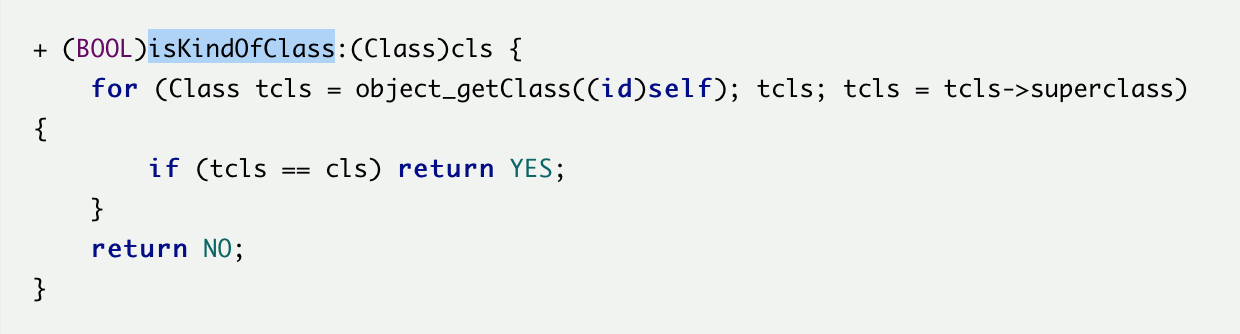 + (BOOL)isKindOfClass:(Class)cls {
    for (Class tcls = object_getClass((id)self); tcls; tcls = tcls->superclass)
{
        if (tcls == cls) return YES;
    }
    return NO;
}